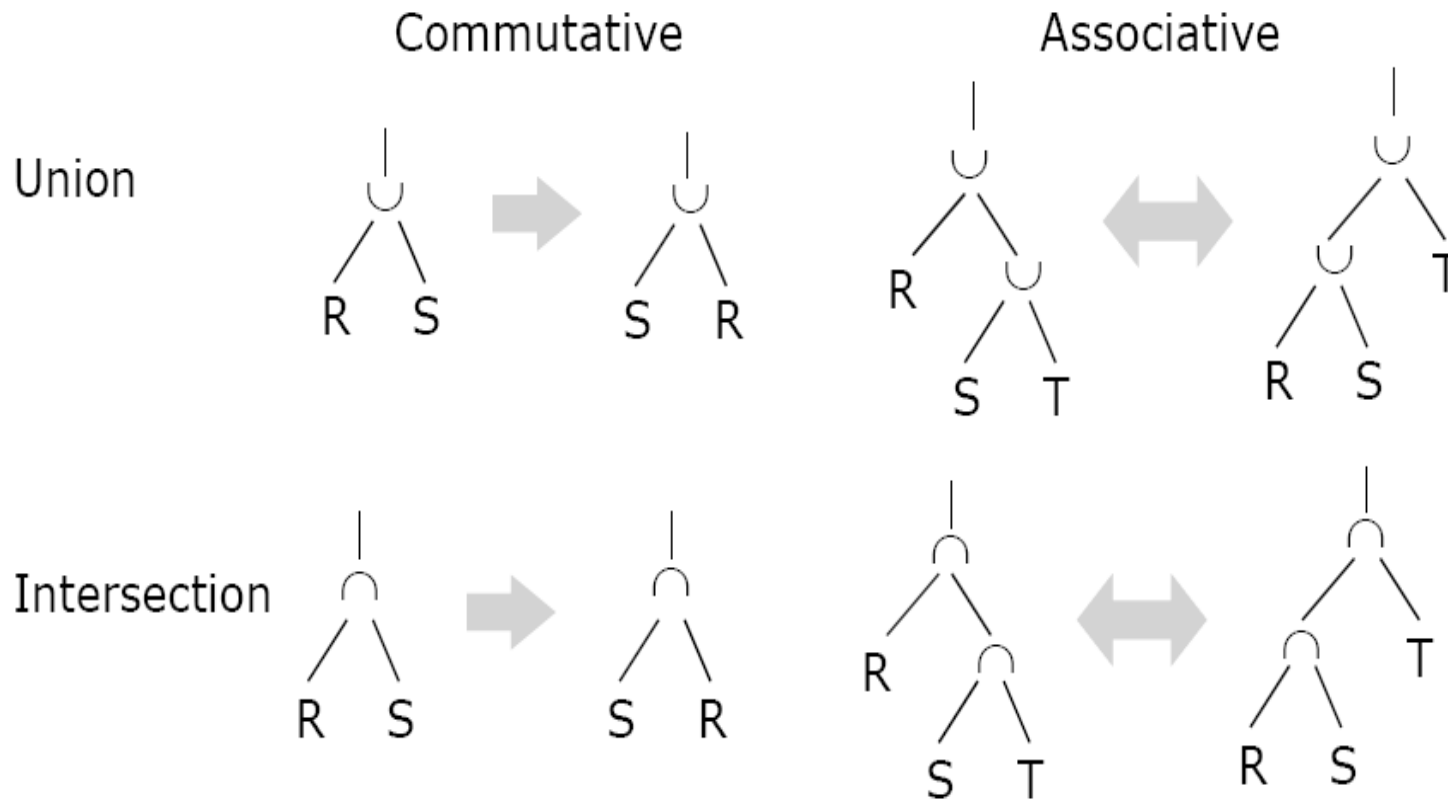 Commutative Associative
Union
∪ ∪ ∪ ∪
R S S R R ∪ ∪ T
S T R S
Intersection
∩ ∩ ∩ ∩
R S S R R ∩ ∩ T
S T R S